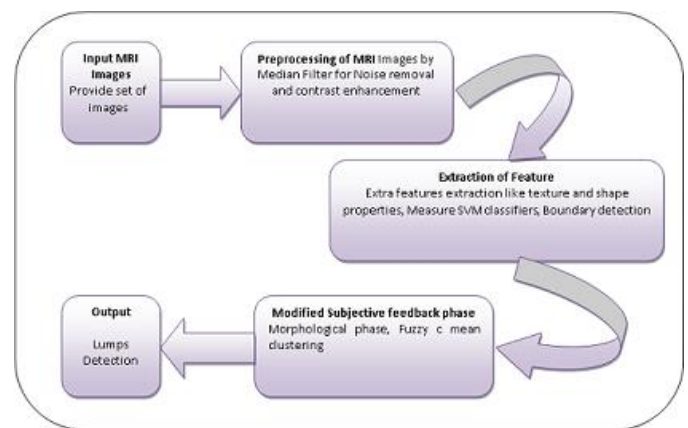 Input MRI
Images
Provide set of
images
Preprocessing of MRI Images by
Median Filter for Noise removal
and contrast enhancement
Extraction of Feature
Extra features extraction like texture and shape
properties, Measure SVM classifiers, Boundary detection
Modified Subjective feedback phase
Morphological phase, Fuzzy c mean
clustering
Output
Lumps
Detection